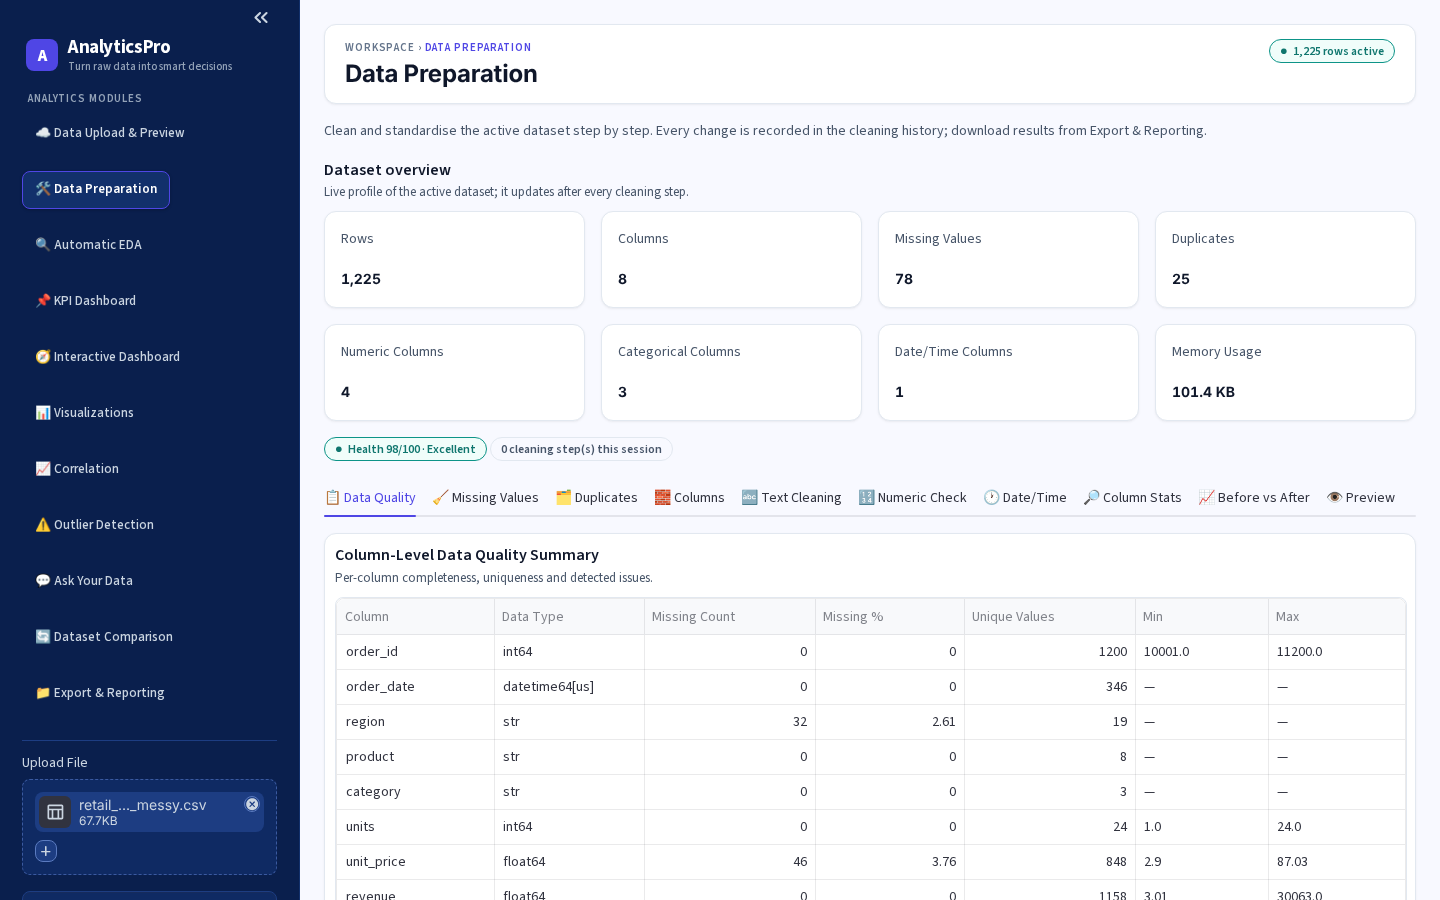 A
AnalyticsPro
Turn raw data into smart decisions
ANALYTICS MODULES
Data Upload & Preview
Data Preparation
Automatic EDA
KPI Dashboard
Interactive Dashboard
Visualizations
Correlation
Outlier Detection
Ask Your Data
Dataset Comparison
Export & Reporting
Upload File
retail_..._messy.csv
67.7KB
WORKSPACE › DATA PREPARATION
Data Preparation
1,225 rows active
Clean and standardise the active dataset step by step. Every change is recorded in the cleaning history; download results from Export & Reporting.
Dataset overview
Live profile of the active dataset; it updates after every cleaning step.
Rows Columns Missing Values Duplicates
1,225 8 78 25
Numeric Columns Categorical Columns Date/Time Columns Memory Usage
4 3 1 101.4 KB
Health 98/100 · Excellent 0 cleaning step(s) this session
Data Quality Missing Values Duplicates Columns Text Cleaning Numeric Check Date/Time Column Stats Before vs After Preview
Column-Level Data Quality Summary
Per-column completeness, uniqueness and detected issues.
Column Data Type Missing Count Missing % Unique Values Min Max
order_id int64 0 0 1200 10001.0 11200.0
order_date datetime64[us] 0 0 346 — —
region str 32 2.61 19 — —
product str 0 0 8 — —
category str 0 0 3 — —
units int64 0 0 24 1.0 24.0
unit_price float64 46 3.76 848 2.9 87.03
revenue float64 0 0 1158 3.01 30063.0